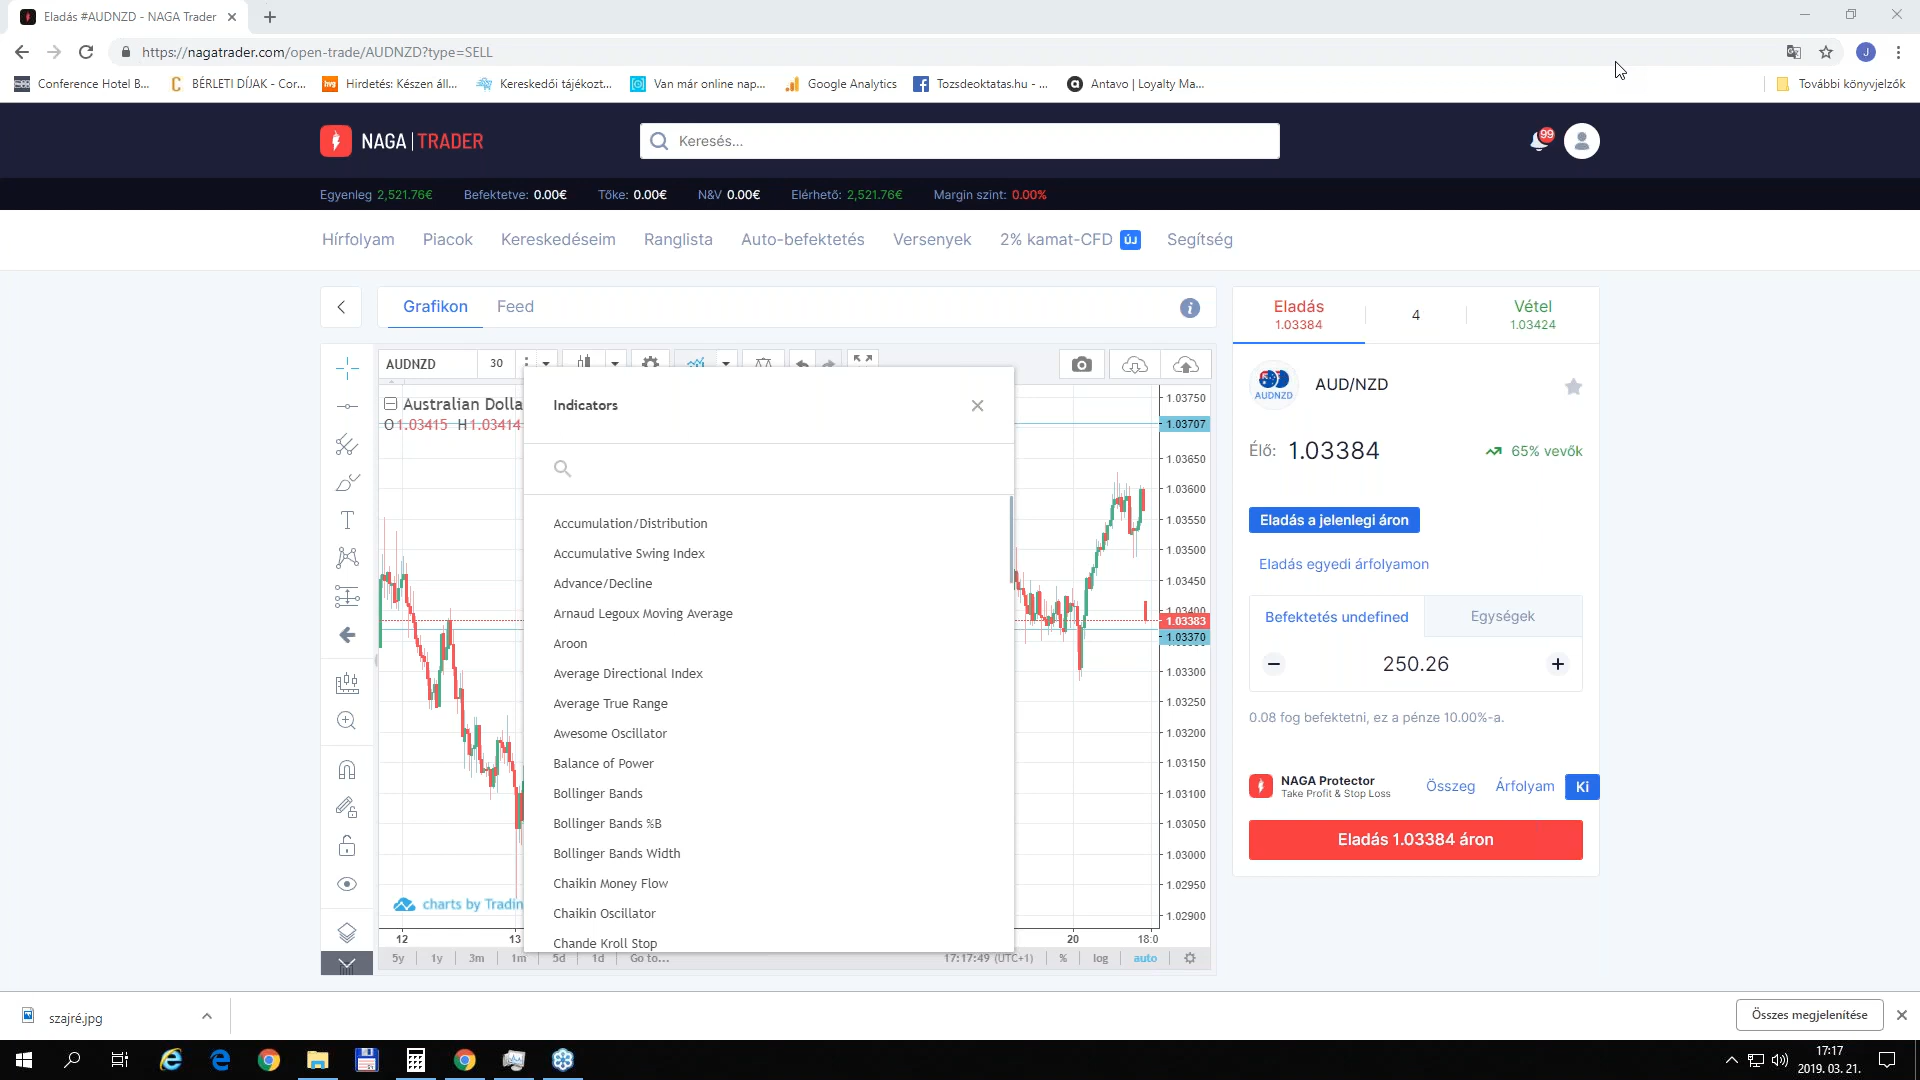 Eladás #AUDNZD - NAGA Trader
https://nagatrader.com/open-trade/AUDNZD?type=SELL
J
Conference Hotel B...
BÉRLETI DÍJAK - Cor...
hvg
Hirdetés: Készen áll...
Kereskedői tájékozt...
Van már online nap...
Google Analytics
Tozsdeoktatas.hu - ...
Antavo | Loyalty Ma...
További könyvjelzők
NAGA | TRADER
Keresés...
99
Egyenleg 2,521.76€
Befektetve: 0.00€
Tőke: 0.00€
N&V 0.00€
Elérhető: 2,521.76€
Margin szint: 0.00%
Hírfolyam
Piacok
Kereskedéseim
Ranglista
Auto-befektetés
Versenyek
2% kamat-CFD ÚJ
Segítség
Grafikon
Feed
Eladás
1.03384
4
Vétel
1.03424
AUDNZD
30
Australian Dolla
O1.03415 H1.03414
Indicators
Accumulation/Distribution
Accumulative Swing Index
Advance/Decline
Arnaud Legoux Moving Average
Aroon
Average Directional Index
Average True Range
Awesome Oscillator
Balance of Power
Bollinger Bands
Bollinger Bands %B
Bollinger Bands Width
Chaikin Money Flow
Chaikin Oscillator
Chande Kroll Stop
1.03750
1.03707
1.03650
1.03600
1.03550
1.03500
1.03450
1.03400
1.03383
1.03370
1.03300
1.03250
1.03200
1.03150
1.03100
1.03050
1.03000
1.02950
1.02900
charts by Tradin
12
13
20
18:0
5y
1y
3m
1m
5d
1d
Go to...
17:17:49 (UTC+1)
%
log
auto
AUDNZD
AUD/NZD
Élő: 1.03384
65% vevők
Eladás a jelenlegi áron
Eladás egyedi árfolyamon
Befektetés undefined
Egységek
250.26
0.08 fog befektetni, ez a pénze 10.00%-a.
NAGA Protector
Take Profit & Stop Loss
Összeg
Árfolyam
Ki
Eladás 1.03384 áron
szajré.jpg
Összes megjelenítése
17:17
2019. 03. 21.